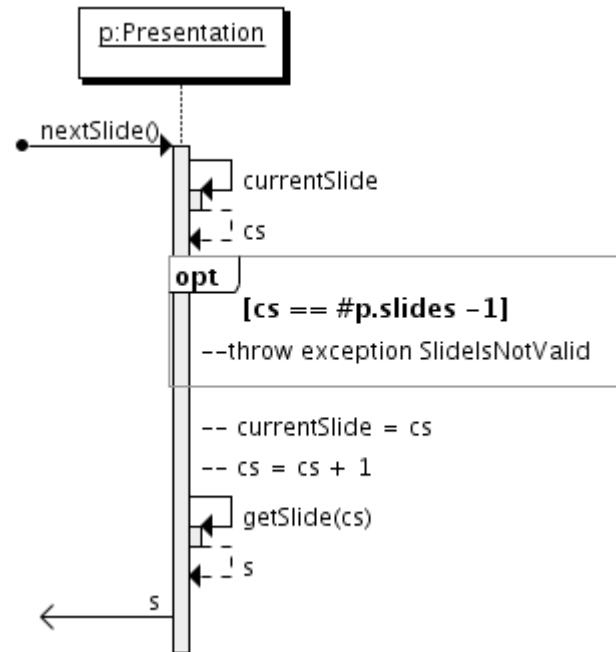 p:Presentation
nextSlide()
currentSlide
cs
opt
[cs == #p.slides -1]
--throw exception SlideIsNotValid
-- currentSlide = cs
-- cs = cs + 1
getSlide(cs)
s
s